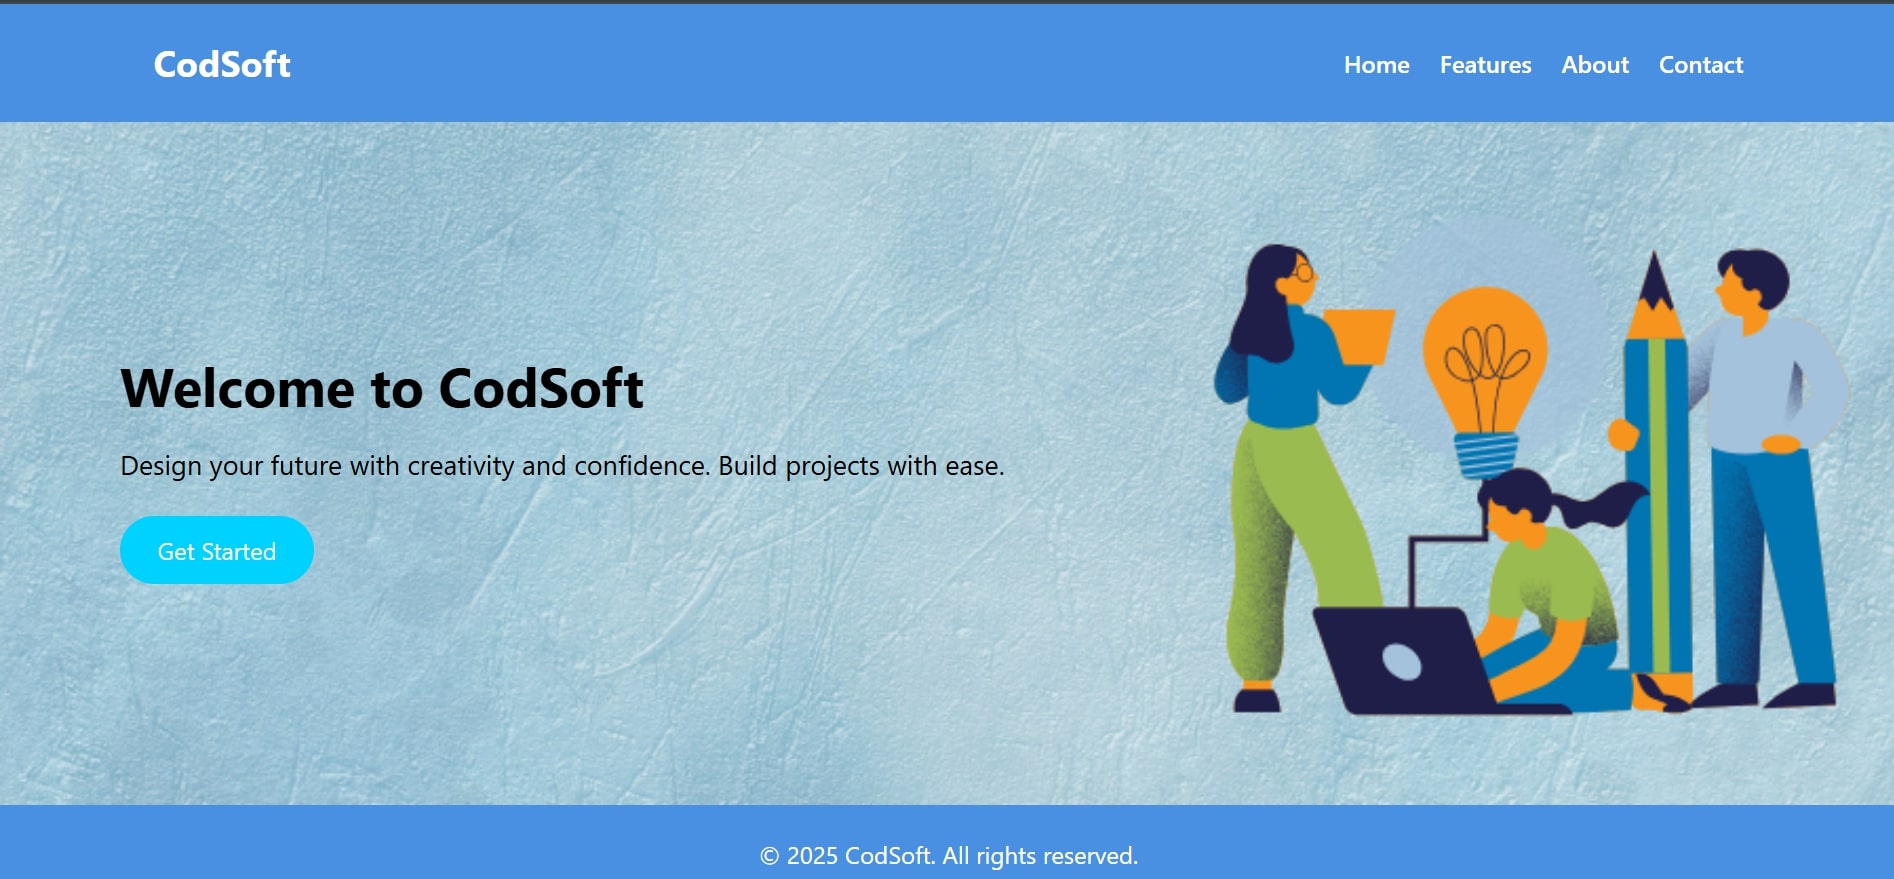 CodSoft
Home Features About Contact
Welcome to CodSoft
Design your future with creativity and confidence. Build projects with ease.
Get Started
© 2025 CodSoft. All rights reserved.